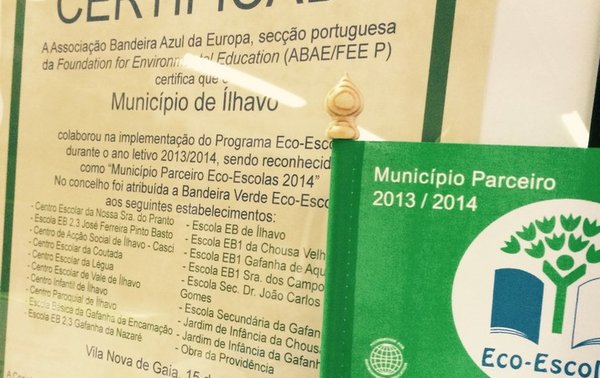 CERTIFICA
A Associação Bandeira Azul da Europa, secção portuguesa
da Foundation for Environmental Education (ABAE/FEE P)
certifica que o
Município de Ílhavo
colaborou na implementação do Programa Eco-Esco
durante o ano letivo 2013/2014, sendo reconhecid
como "Município Parceiro Eco-Escolas 2014"
No concelho foi atribuída a Bandeira Verde Eco-Esco
aos seguintes estabelecimentos:
- Centro Escolar da Nossa Sra. do Pranto
- Escola EB 2.3 José Ferreira Pinto Basto
- Centro de Acção Social de Ílhavo - Casci
- Centro Escolar da Coutada
- Centro Escolar da Légua
- Centro Escolar de Vale de Ílhavo
- Centro Infantil de Ílhavo
- Centro Paroquial de Ílhavo
- Escola Básica da Gafanha da Encarnação
- Escola EB 2.3 Gafanha da Nazaré
- Escola EB de Ílhavo
- Escola EB1 da Chousa Velh
- Escola EB1 Gafanha de Aqu
- Escola EB1 Sra. dos Campo
- Escola Sec. Dr. João Carlos
Gomes
- Escola Secundária da Gafan
- Jardim de Infância da Chousa
- Jardim de Infância da Gafanh
- Obra da Providência
Vila Nova de Gaía, 15 d
Município Parceiro
2013 / 2014
Eco-Escol